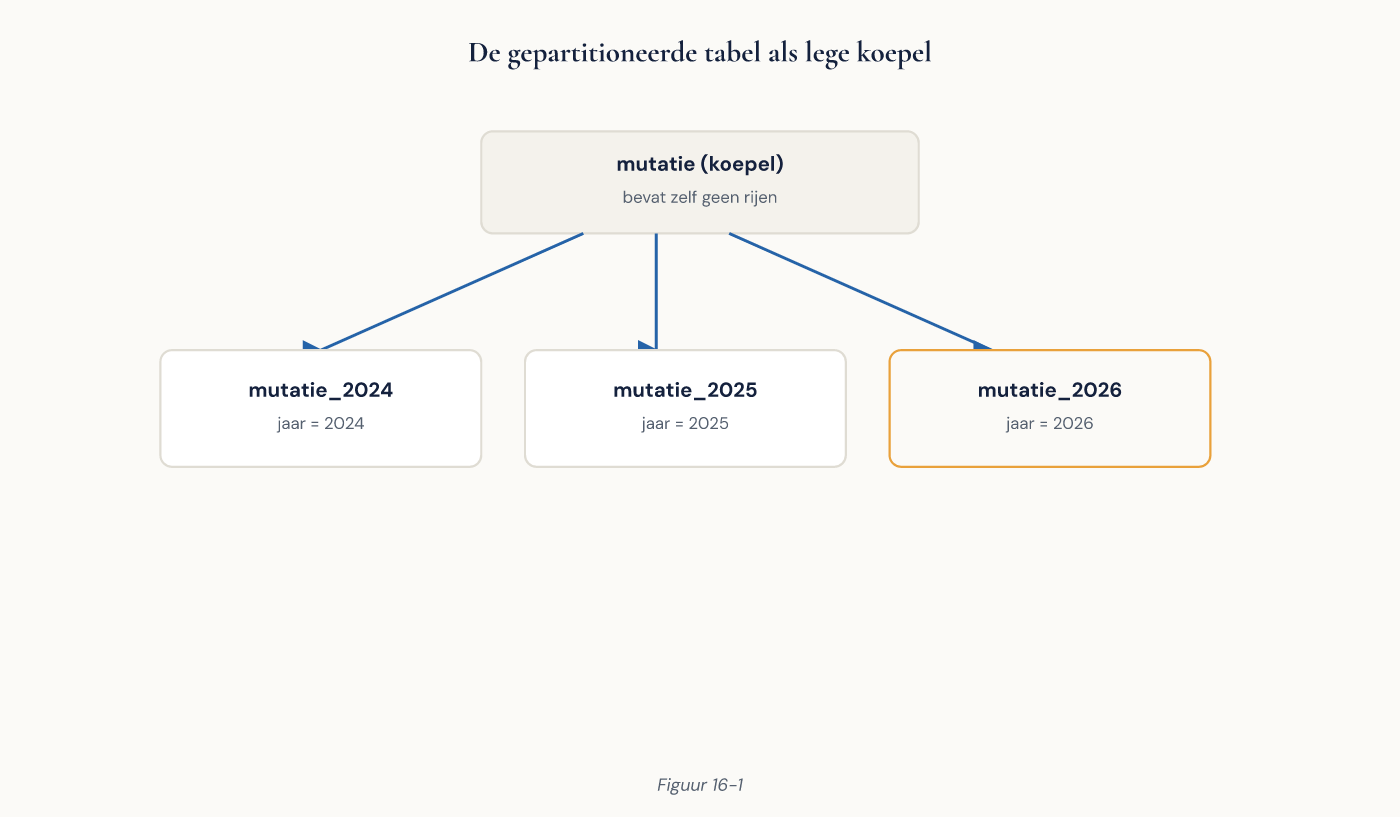 De gepartitioneerde tabel als lege koepel
mutatie (koepel)
bevat zelf geen rijen
mutatie_2024
jaar = 2024
mutatie_2025
jaar = 2025
mutatie_2026
jaar = 2026
Figuur 16-1